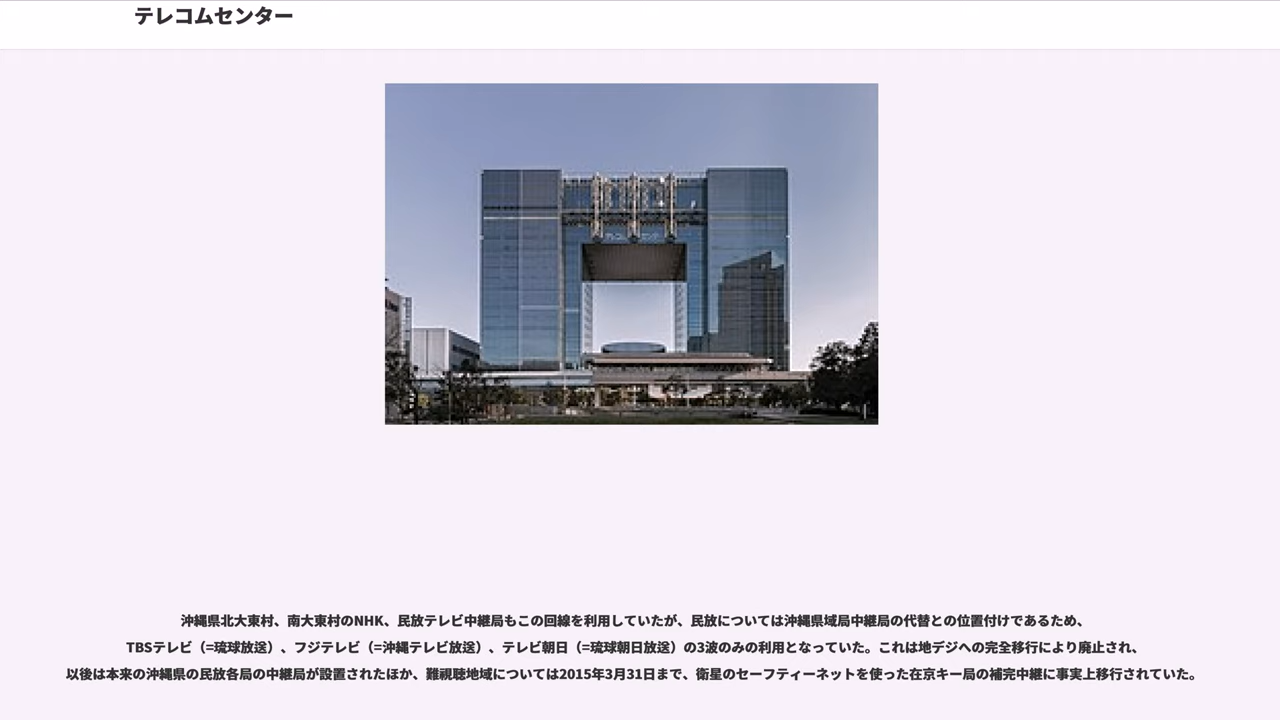 テレコムセンター
沖縄県北大東村、南大東村のNHK、民放テレビ中継局もこの回線を利用していたが、民放については沖縄県域局中継局の代替との位置付けであるため、
TBSテレビ（=琉球放送）、フジテレビ（=沖縄テレビ放送）、テレビ朝日（=琉球朝日放送）の3波のみの利用となっていた。これは地デジへの完全移行により廃止され、
以後は本来の沖縄県の民放各局の中継局が設置されたほか、難視聴地域については2015年3月31日まで、衛星のセーフティーネットを使った在京キー局の補完中継に事実上移行されていた。